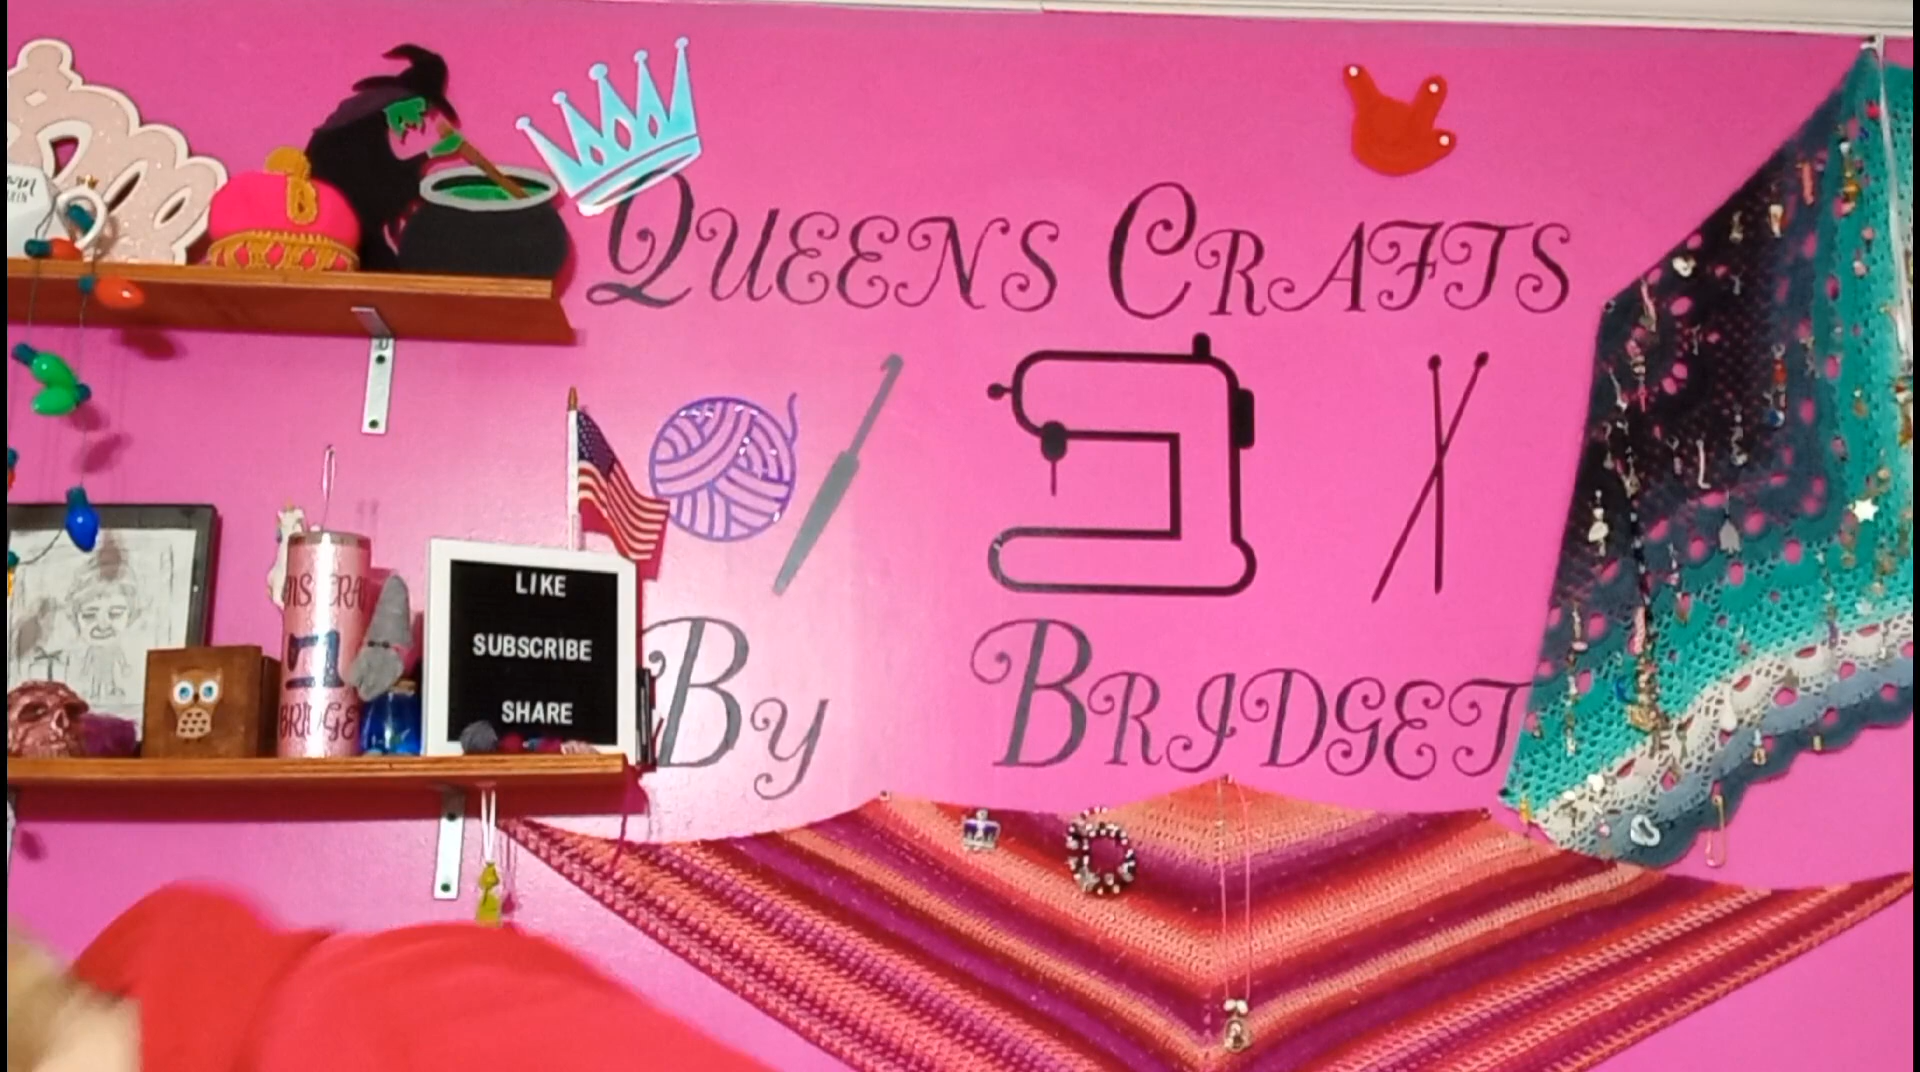 QUEENS CRAFTS
BY BRIDGET
LIKE
SUBSCRIBE
SHARE
B